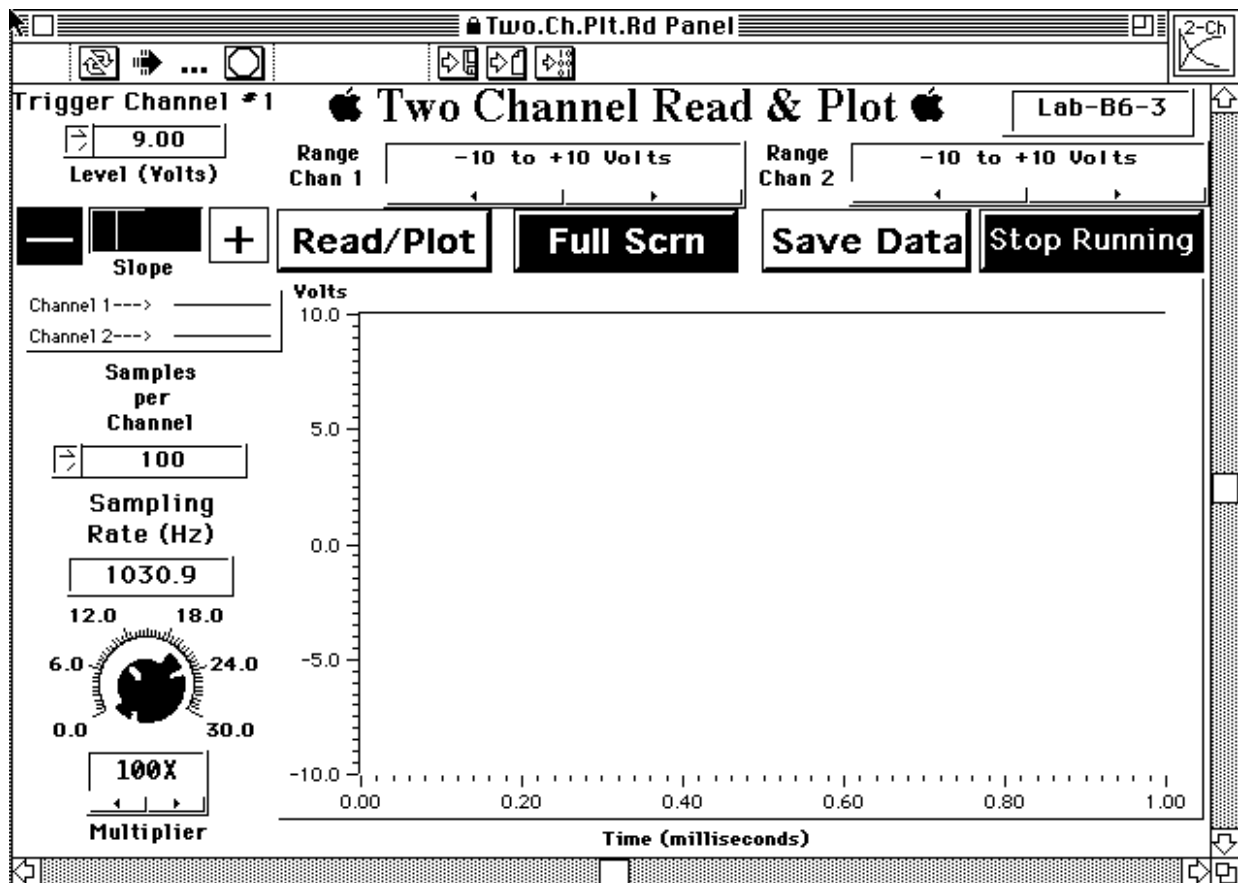 Two.Ch.Plt.Rd Panel
2-Ch
...
Trigger Channel #1
9.00
Level (Volts)
Two Channel Read & Plot
Lab-B6-3
Range
Chan 1
-10 to +10 Volts
Range
Chan 2
-10 to +10 Volts
— +
Slope
Read/Plot
Full Scrn
Save Data
Stop Running
Channel 1--->
Channel 2--->
Samples
per
Channel
100
Sampling
Rate (Hz)
1030.9
12.0 18.0
6.0 24.0
0.0 30.0
100X
Multiplier
Volts
10.0
5.0
0.0
-5.0
-10.0
0.00 0.20 0.40 0.60 0.80 1.00
Time (milliseconds)